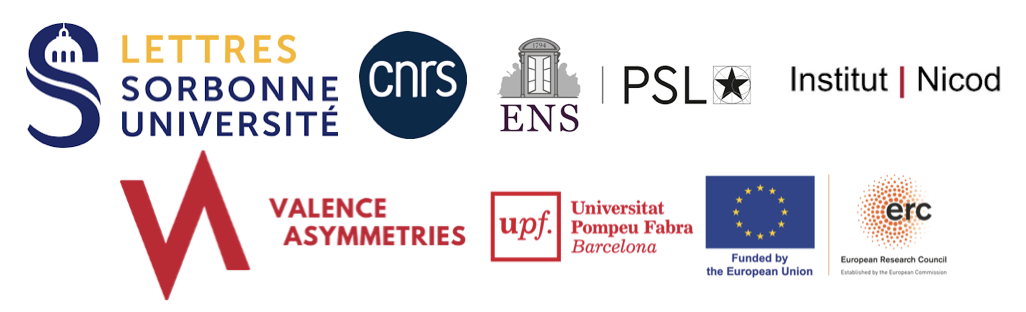 LETTRES
SORBONNE
UNIVERSITÉ
cnrs
1794
ENS
PSL
Institut | Nicod
VALENCE
ASYMMETRIES
upf.
Universitat
Pompeu Fabra
Barcelona
Funded by
the European Union
erc
European Research Council
Established by the European Commission